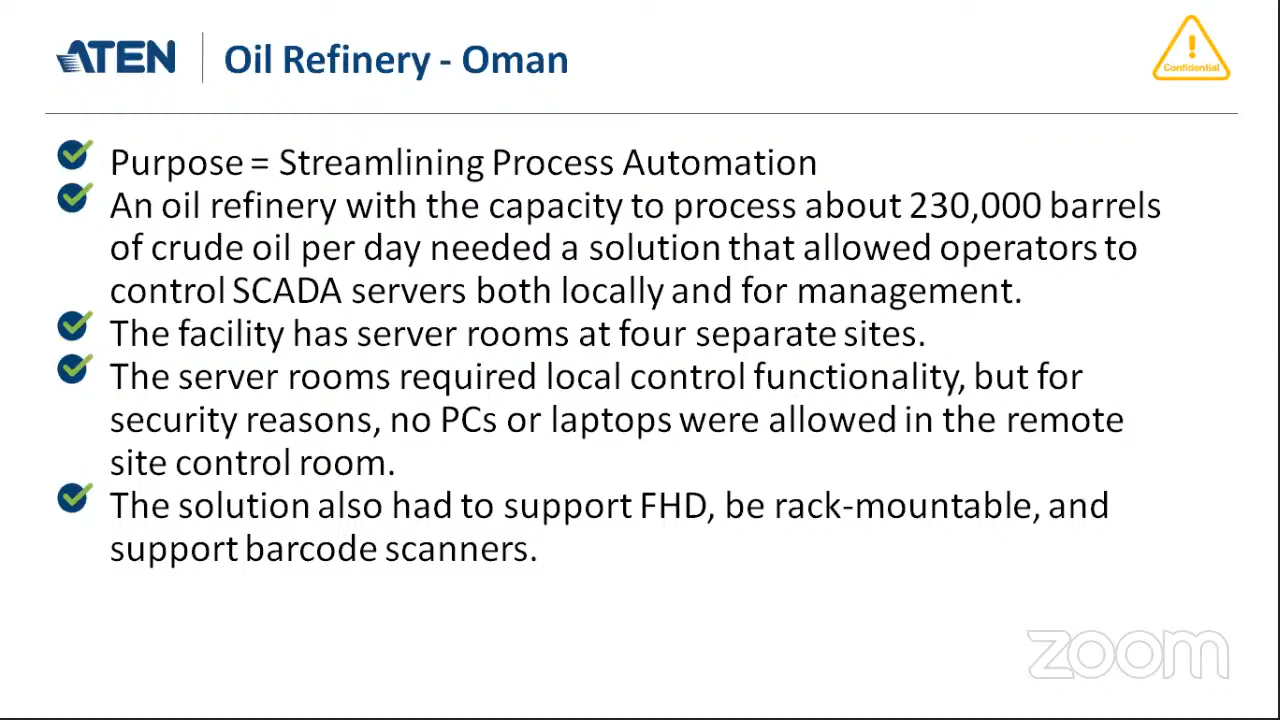 ATEN
Oil Refinery - Oman
!
Confidential
Purpose = Streamlining Process Automation
An oil refinery with the capacity to process about 230,000 barrels
of crude oil per day needed a solution that allowed operators to
control SCADA servers both locally and for management.
The facility has server rooms at four separate sites.
The server rooms required local control functionality, but for
security reasons, no PCs or laptops were allowed in the remote
site control room.
The solution also had to support FHD, be rack-mountable, and
support barcode scanners.
zoom